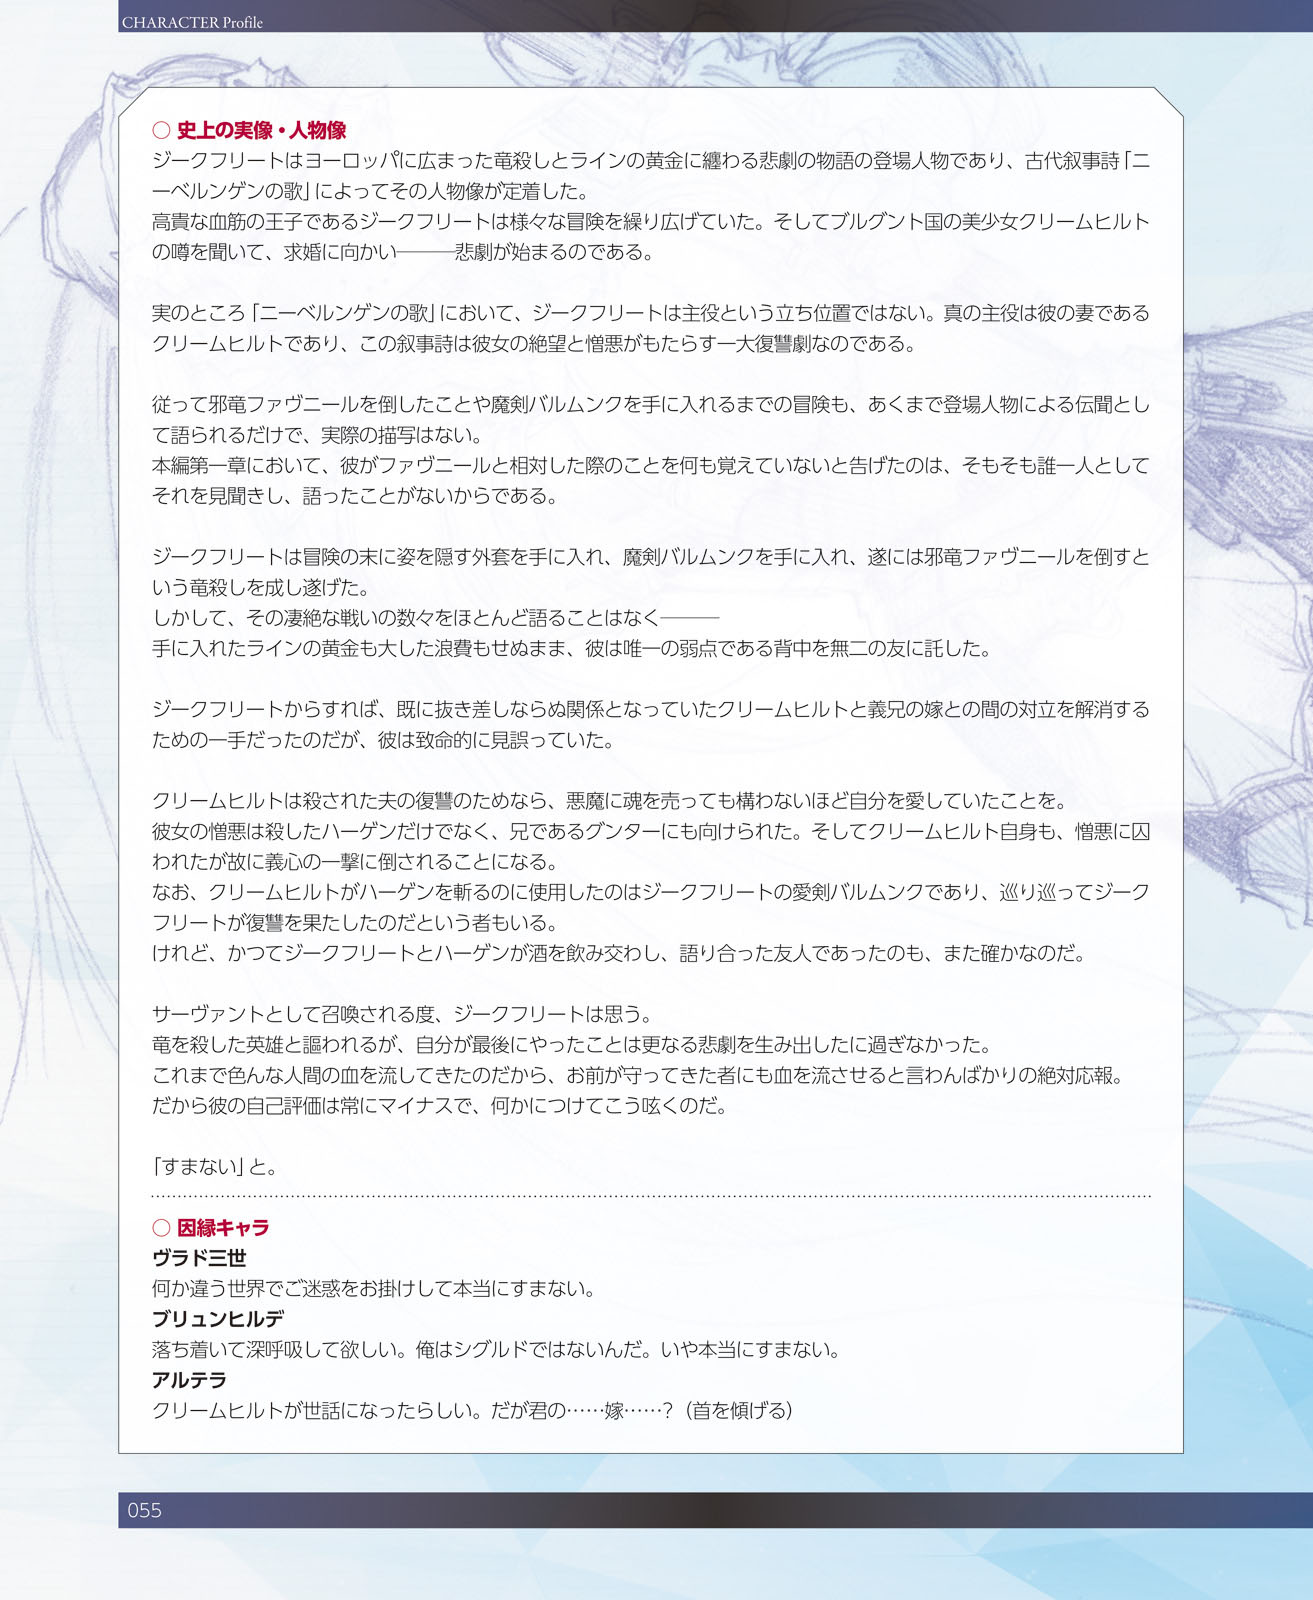 CHARACTER Profile
○ 史上の実像・人物像
ジークフリートはヨーロッパに広まった竜殺しとラインの黄金に纏わる悲劇の物語の登場人物であり、古代叙事詩「ニ
ーベルンゲンの歌」によってその人物像が定着した。
高貴な血筋の王子であるジークフリートは様々な冒険を繰り広げていた。そしてブルグント国の美少女クリームヒルト
の噂を聞いて、求婚に向かい―――悲劇が始まるのである。
実のところ「ニーベルンゲンの歌」において、ジークフリートは主役という立ち位置ではない。真の主役は彼の妻である
クリームヒルトであり、この叙事詩は彼女の絶望と憎悪がもたらす一大復讐劇なのである。
従って邪竜ファヴニールを倒したことや魔剣バルムンクを手に入れるまでの冒険も、あくまで登場人物による伝聞とし
て語られるだけで、実際の描写はない。
本編第一章において、彼がファヴニールと相対した際のことを何も覚えていないと告げたのは、そもそも誰一人として
それを見聞きし、語ったことがないからである。
ジークフリートは冒険の末に姿を隠す外套を手に入れ、魔剣バルムンクを手に入れ、遂には邪竜ファヴニールを倒すと
いう竜殺しを成し遂げた。
しかして、その凄絶な戦いの数々をほとんど語ることはなく―――
手に入れたラインの黄金も大した浪費もせぬまま、彼は唯一の弱点である背中を無二の友に託した。
ジークフリートからすれば、既に抜き差しならぬ関係となっていたクリームヒルトと義兄の嫁との間の対立を解消する
ための一手だったのだが、彼は致命的に見誤っていた。
クリームヒルトは殺された夫の復讐のためなら、悪魔に魂を売っても構わないほど自分を愛していたことを。
彼女の憎悪は殺したハーゲンだけでなく、兄であるグンターにも向けられた。そしてクリームヒルト自身も、憎悪に囚
われたが故に義心の一撃に倒されることになる。
なお、クリームヒルトがハーゲンを斬るのに使用したのはジークフリートの愛剣バルムンクであり、巡り巡ってジーク
フリートが復讐を果たしたのだという者もいる。
けれど、かつてジークフリートとハーゲンが酒を飲み交わし、語り合った友人であったのも、また確かなのだ。
サーヴァントとして召喚される度、ジークフリートは思う。
竜を殺した英雄と謳われるが、自分が最後にやったことは更なる悲劇を生み出したに過ぎなかった。
これまで色んな人間の血を流してきたのだから、お前が守ってきた者にも血を流させると言わんばかりの絶対応報。
だから彼の自己評価は常にマイナスで、何かにつけてこう呟くのだ。
「すまない」と。
○ 因縁キャラ
ヴラド三世
何か違う世界でご迷惑をお掛けして本当にすまない。
ブリュンヒルデ
落ち着いて深呼吸して欲しい。俺はシグルドではないんだ。いや本当にすまない。
アルテラ
クリームヒルトが世話になったらしい。だが君の……嫁……？（首を傾げる）
055